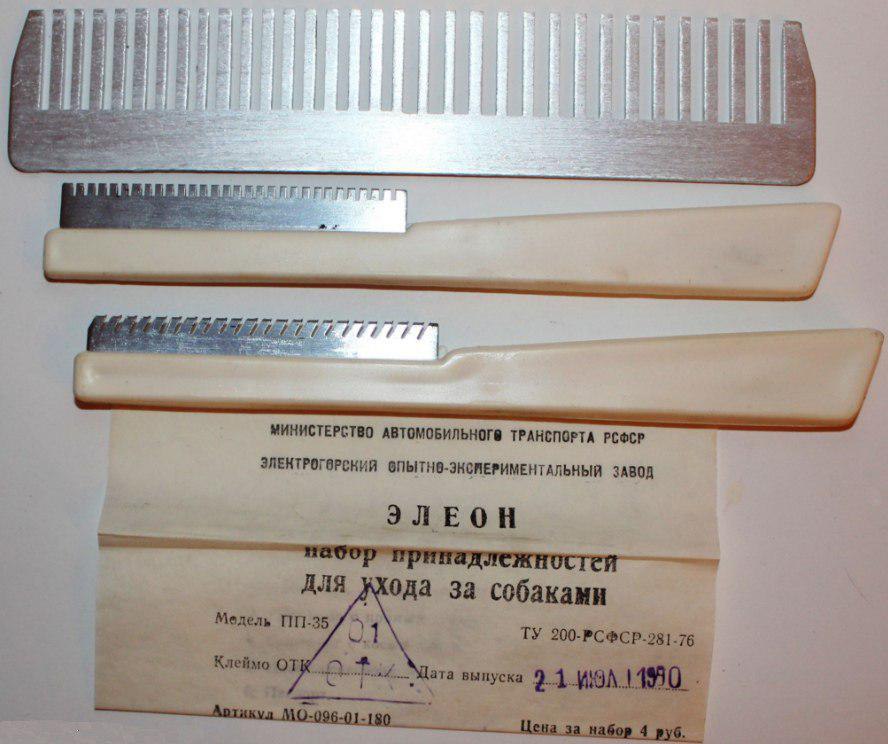 МИНИСТЕРСТВО АВТОМОБИЛЬНОГО ТРАНСПОРТА РСФСР
ЭЛЕКТРОГОРСКИЙ ОПЫТНО-ЭКСПЕРИМЕНТАЛЬНЫЙ ЗАВОД
ЭЛЕОН
набор принадлежностей
для ухода за собаками
Модель ПП-35
ТУ 200-РСФСР-281-76
01
Клеймо ОТК ОТК Дата выпуска 21 ИЮЛ 1990
Артикул МО-096-01-180
Цена за набор 4 руб.